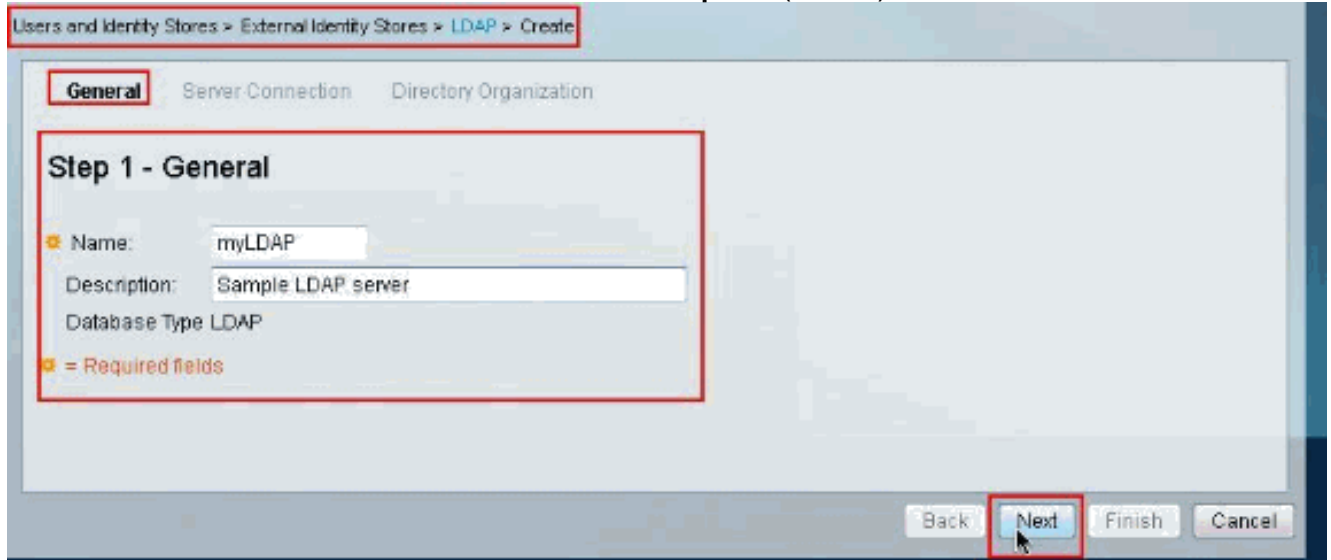 Users and Identity Stores > External Identity Stores > LDAP > Create
General Server Connection Directory Organization
Step 1 - General
Name: myLDAP
Description: Sample LDAP server
Database Type LDAP
= Required fields
Back Next Finish Cancel